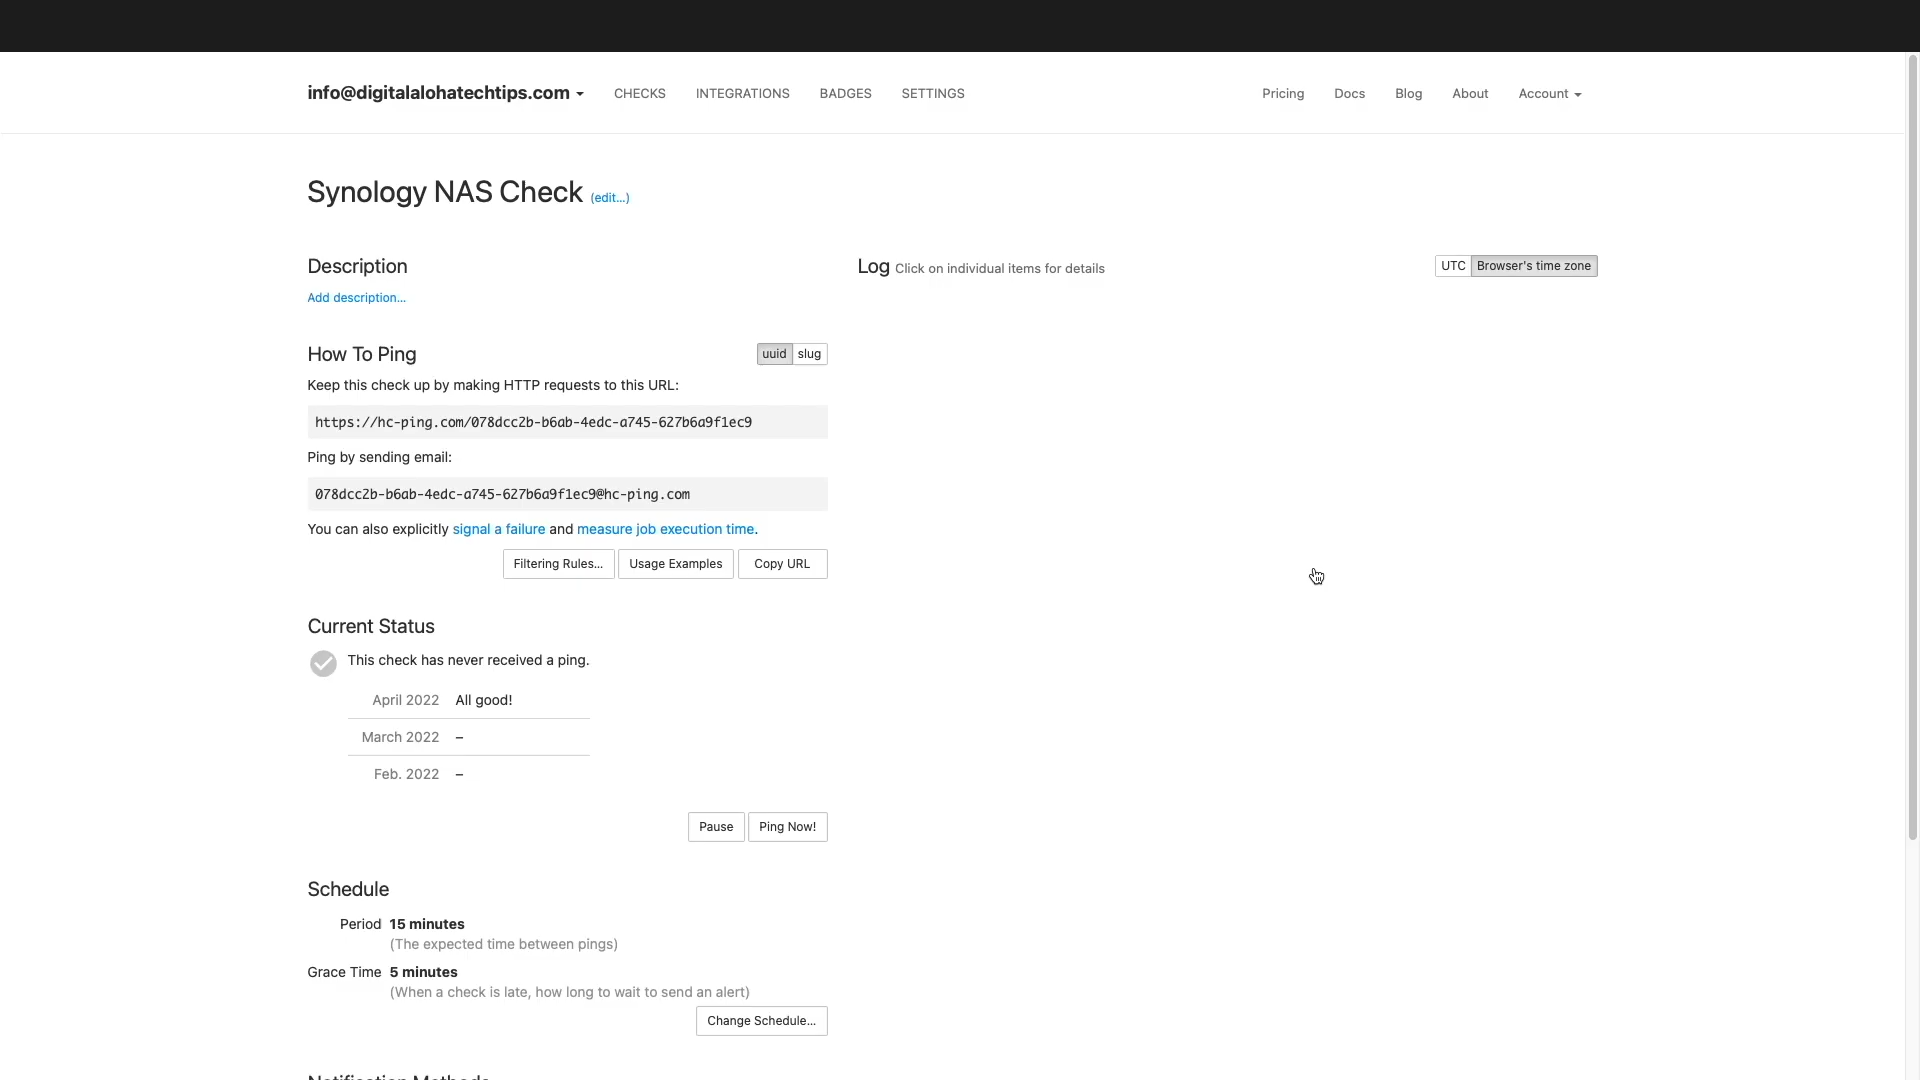 info@digitalalohatechtips.com CHECKS INTEGRATIONS BADGES SETTINGS Pricing Docs Blog About Account
Synology NAS Check (edit...)
Description
Add description...
Log Click on individual items for details UTC Browser's time zone
How To Ping uuid slug
Keep this check up by making HTTP requests to this URL:
https://hc-ping.com/078dcc2b-b6ab-4edc-a745-627b6a9f1ec9
Ping by sending email:
078dcc2b-b6ab-4edc-a745-627b6a9f1ec9@hc-ping.com
You can also explicitly signal a failure and measure job execution time.
Filtering Rules... Usage Examples Copy URL
Current Status
This check has never received a ping.
April 2022 All good!
March 2022 –
Feb. 2022 –
Pause Ping Now!
Schedule
Period 15 minutes
(The expected time between pings)
Grace Time 5 minutes
(When a check is late, how long to wait to send an alert)
Change Schedule...
Notification Methods